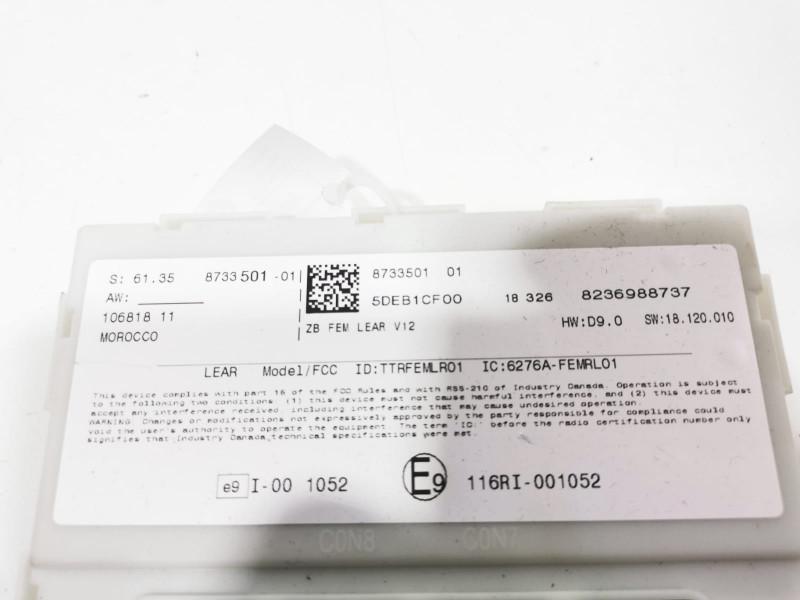 S: 61.35 8733 501 -01
AW:
106818 11
MOROCCO
8733501 01
5DEB1CF00 18 326 8236988737
ZB FEM LEAR V12
HW:D9.0 SW:18.120.010
LEAR Model/FCC ID:TTRFEMLR01 IC:6276A-FEMRL01
This device complies with part 15 of the FCC Rules and with RSS-210 of Industry Canada. Operation is subject
to the following two conditions: (1) this device must not cause harmful interference, and (2) this device must
accept any interference received, including interference that may cause undesired operation.
WARNING: Changes or modifications not expressly approved by the party responsible for compliance could
void the user's authority to operate the equipment. The term 'IC:' before the radio certification number only
signifies that Industry Canada technical specifications were met.
e9 I-00 1052 E9 116RI-001052
CON8 CON7